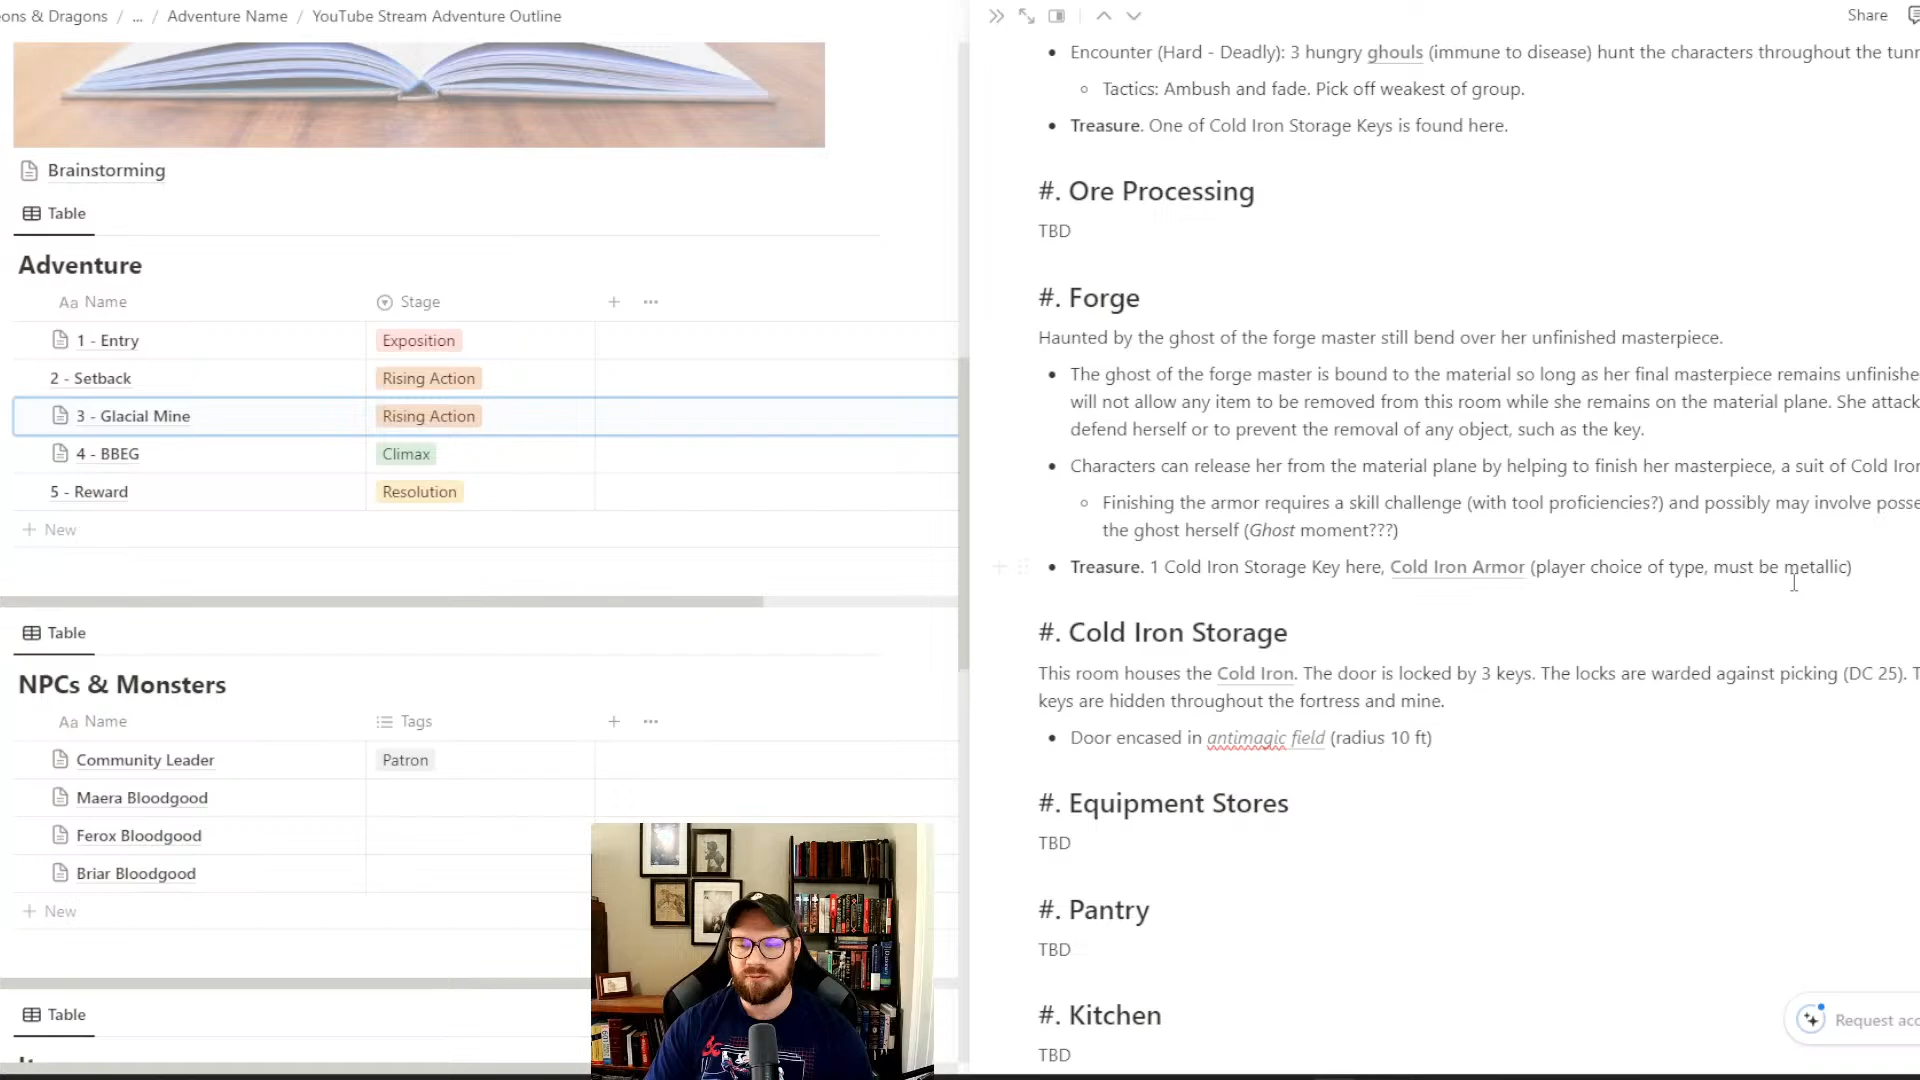 ons & Dragons / ... / Adventure Name / YouTube Stream Adventure Outline
Brainstorming
Table
Adventure
Aa Name Stage + ...
1 - Entry Exposition
2 - Setback Rising Action
3 - Glacial Mine Rising Action
4 - BBEG Climax
5 - Reward Resolution
+ New
Table
NPCs & Monsters
Aa Name Tags + ...
Community Leader Patron
Maera Bloodgood
Ferox Bloodgood
Briar Bloodgood
+ New
Table
Share
Encounter (Hard - Deadly): 3 hungry ghouls (immune to disease) hunt the characters throughout the tunn
Tactics: Ambush and fade. Pick off weakest of group.
Treasure. One of Cold Iron Storage Keys is found here.
#. Ore Processing
TBD
#. Forge
Haunted by the ghost of the forge master still bend over her unfinished masterpiece.
The ghost of the forge master is bound to the material so long as her final masterpiece remains unfinishe
will not allow any item to be removed from this room while she remains on the material plane. She attack
defend herself or to prevent the removal of any object, such as the key.
Characters can release her from the material plane by helping to finish her masterpiece, a suit of Cold Iron
Finishing the armor requires a skill challenge (with tool proficiencies?) and possibly may involve posse
the ghost herself (Ghost moment???)
Treasure. 1 Cold Iron Storage Key here, Cold Iron Armor (player choice of type, must be metallic)
#. Cold Iron Storage
This room houses the Cold Iron. The door is locked by 3 keys. The locks are warded against picking (DC 25). T
keys are hidden throughout the fortress and mine.
Door encased in antimagic field (radius 10 ft)
#. Equipment Stores
TBD
#. Pantry
TBD
#. Kitchen
TBD
Request acc